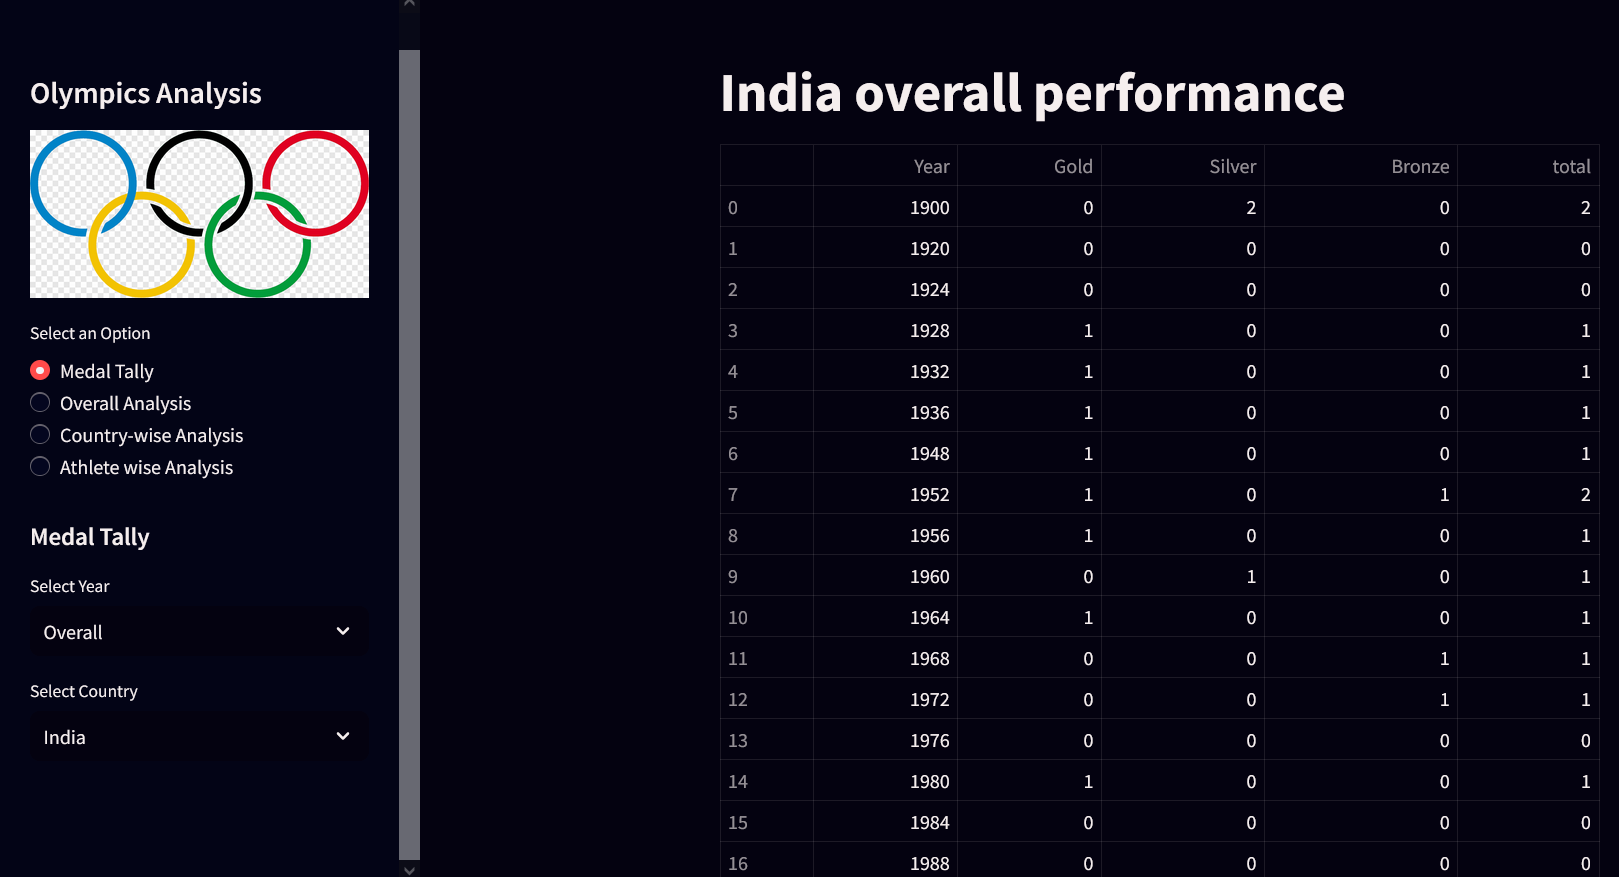 Olympics Analysis
Select an Option
Medal Tally
Overall Analysis
Country-wise Analysis
Athlete wise Analysis
Medal Tally
Select Year
Overall
Select Country
India
India overall performance
Year Gold Silver Bronze total
0 1900 0 2 0 2
1 1920 0 0 0 0
2 1924 0 0 0 0
3 1928 1 0 0 1
4 1932 1 0 0 1
5 1936 1 0 0 1
6 1948 1 0 0 1
7 1952 1 0 1 2
8 1956 1 0 0 1
9 1960 0 1 0 1
10 1964 1 0 0 1
11 1968 0 0 1 1
12 1972 0 0 1 1
13 1976 0 0 0 0
14 1980 1 0 0 1
15 1984 0 0 0 0
16 1988 0 0 0 0